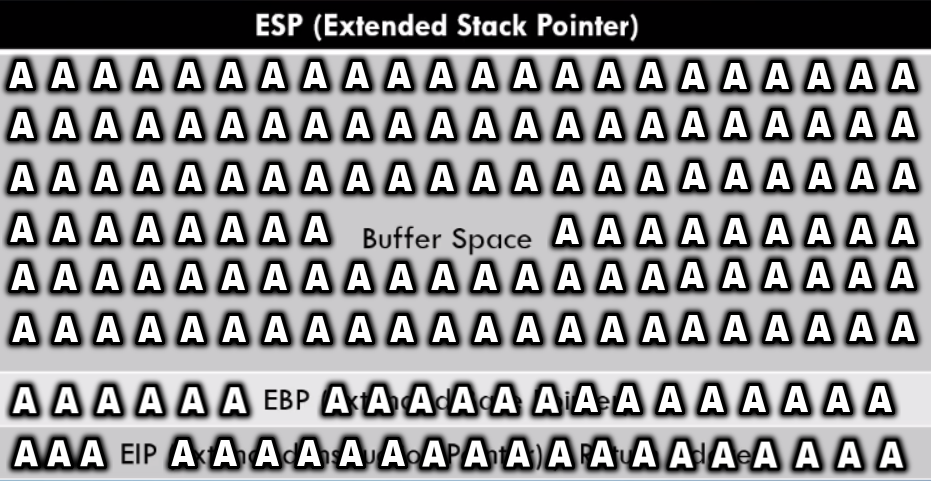 ESP (Extended Stack Pointer)
A A A A A A A A A A A A A A A A A A A A A A
A A A A A A A A A A A A A A A A A A A A A A
A A A A A A A A A A A A A A A A A A A A A A
A A A A A A A A Buffer Space A A A A A A A A A
A A A A A A A A A A A A A A A A A A A A A A
A A A A A A A A A A A A A A A A A A A A A A
A A A A A A EBP A A A A A A A A A A A A A A
A A A EIP A A A A A A A A A A A A A A A A A A